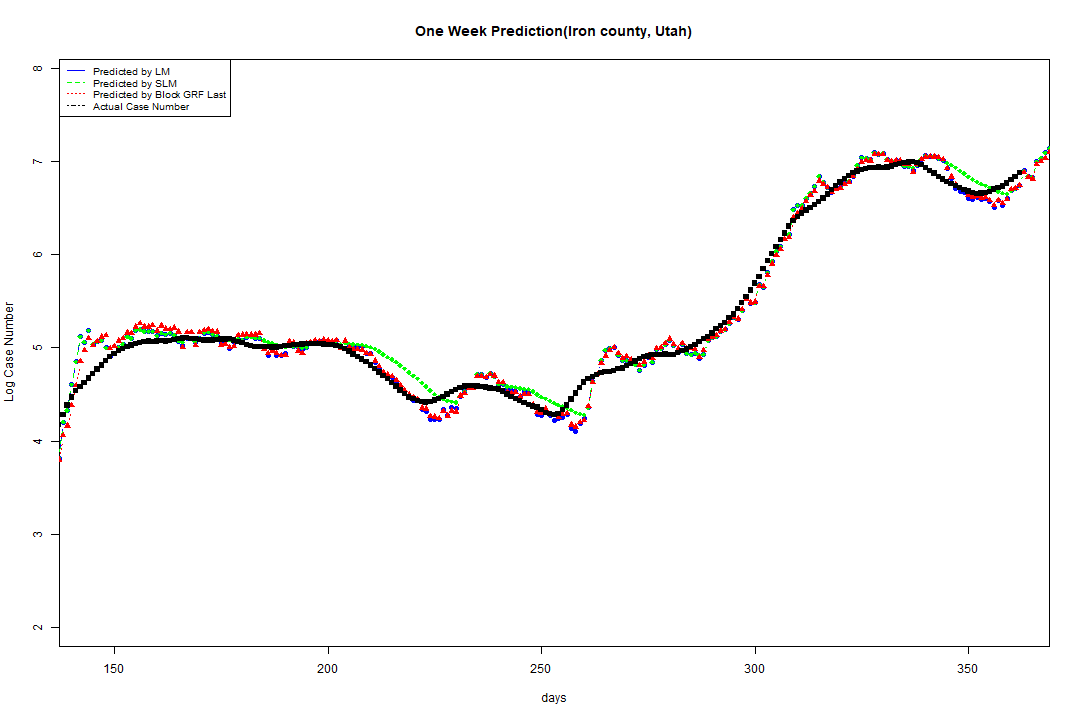 One Week Prediction(Iron county, Utah)
Predicted by LM
Predicted by SLM
Predicted by Block GRF Last
Actual Case Number
8
7
6
5
4
3
2
Log Case Number
150 200 250 300 350
days